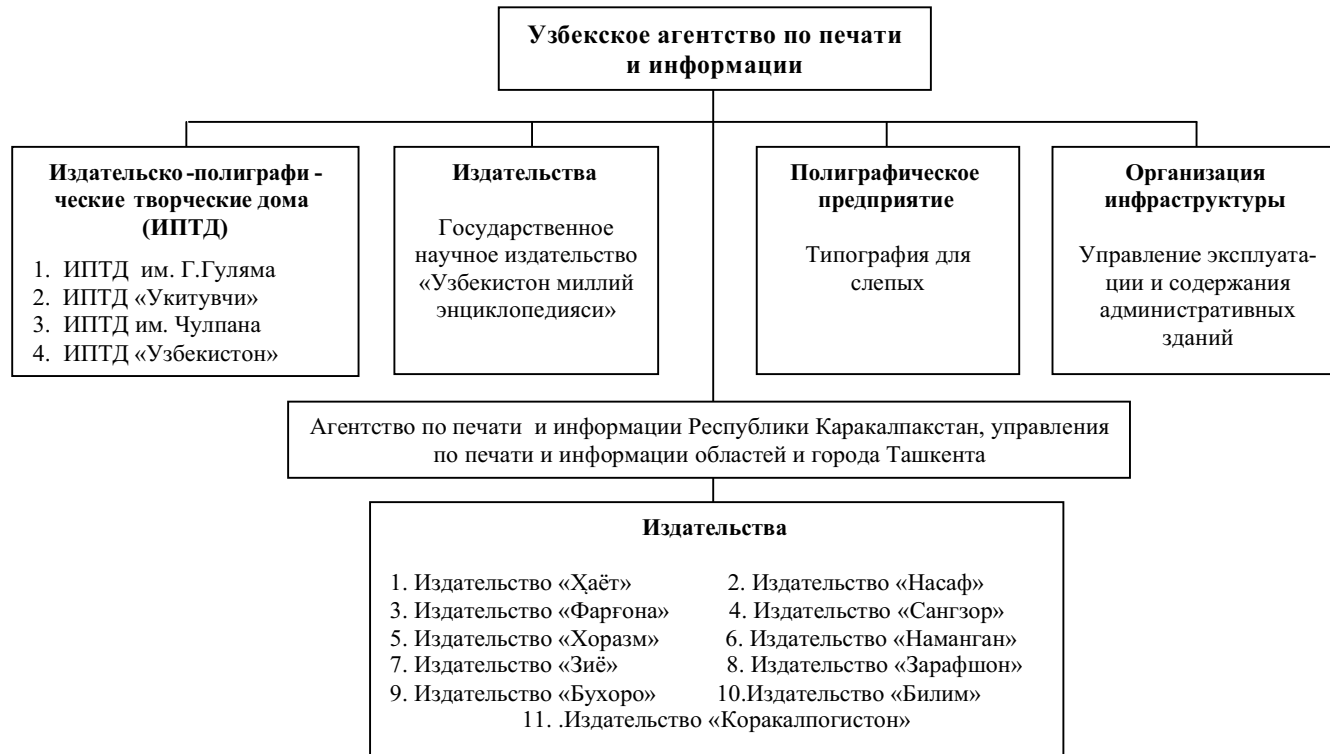 Узбекское агентство по печати
и информации
Издательско-полиграфи-
ческие творческие дома
(ИПТД)
1. ИПТД им. Г.Гуляма
2. ИПТД «Укитувчи»
3. ИПТД им. Чулпана
4. ИПТД «Узбекистон»
Издательства
Государственное
научное издательство
«Узбекистон миллий
энциклопедияси»
Полиграфическое
предприятие
Типография для
слепых
Организация
инфраструктуры
Управление эксплуата-
ции и содержания
административных
зданий
Агентство по печати и информации Республики Каракалпакстан, управления
по печати и информации областей и города Ташкента
Издательства
1. Издательство «Ҳаёт» 2. Издательство «Насаф»
3. Издательство «Фарғона» 4. Издательство «Сангзор»
5. Издательство «Хоразм» 6. Издательство «Наманган»
7. Издательство «Зиё» 8. Издательство «Зарафшон»
9. Издательство «Бухоро» 10.Издательство «Билим»
11. .Издательство «Коракалпогистон»